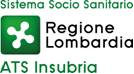 Sistema Socio Sanitario
Regione
Lombardia
ATS Insubria